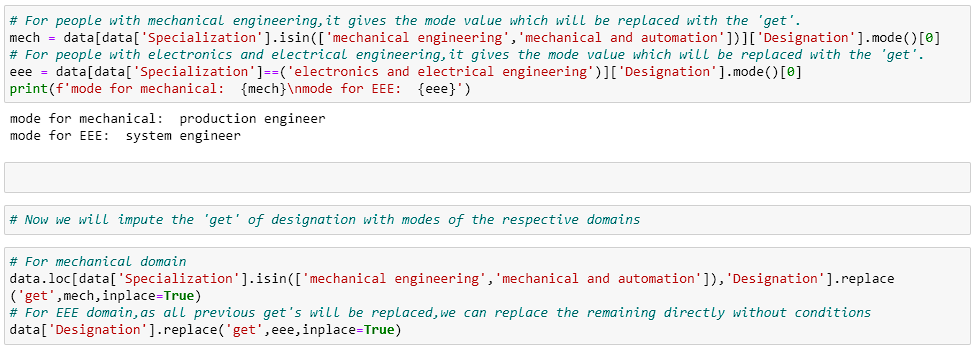 # For people with mechanical engineering,it gives the mode value which will be replaced with the 'get'.
mech = data[data['Specialization'].isin(['mechanical engineering','mechanical and automation'])]['Designation'].mode()[0]
# For people with electronics and electrical engineering,it gives the mode value which will be replaced with the 'get'.
eee = data[data['Specialization']==('electronics and electrical engineering')]['Designation'].mode()[0]
print(f'mode for mechanical:  {mech}\nmode for EEE:  {eee}')
mode for mechanical:  production engineer
mode for EEE:  system engineer
# Now we will impute the 'get' of designation with modes of the respective domains
# For mechanical domain
data.loc[data['Specialization'].isin(['mechanical engineering','mechanical and automation']),'Designation'].replace
('get',mech,inplace=True)
# For EEE domain,as all previous get's will be replaced,we can replace the remaining directly without conditions
data['Designation'].replace('get',eee,inplace=True)